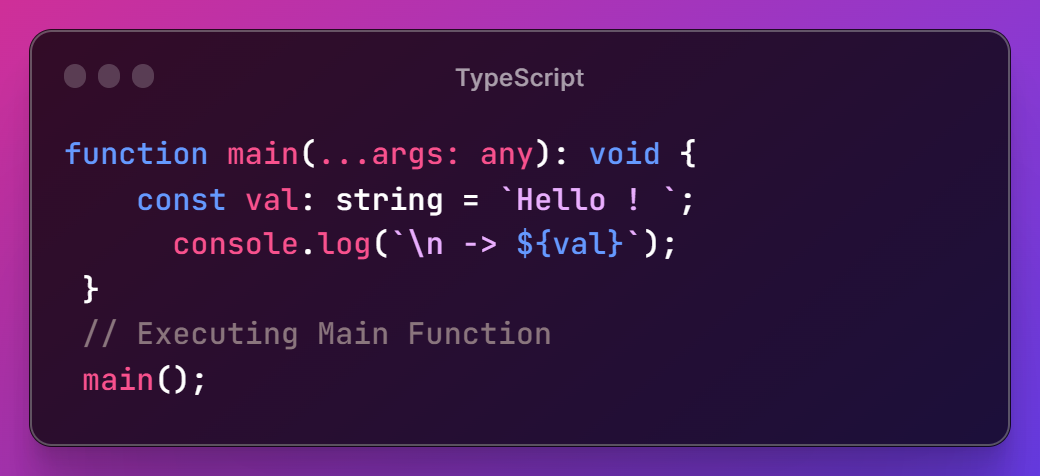 TypeScript
function main(...args: any): void {
    const val: string = `Hello ! `;
      console.log(`\n -> ${val}`);
 }
 // Executing Main Function
 main();